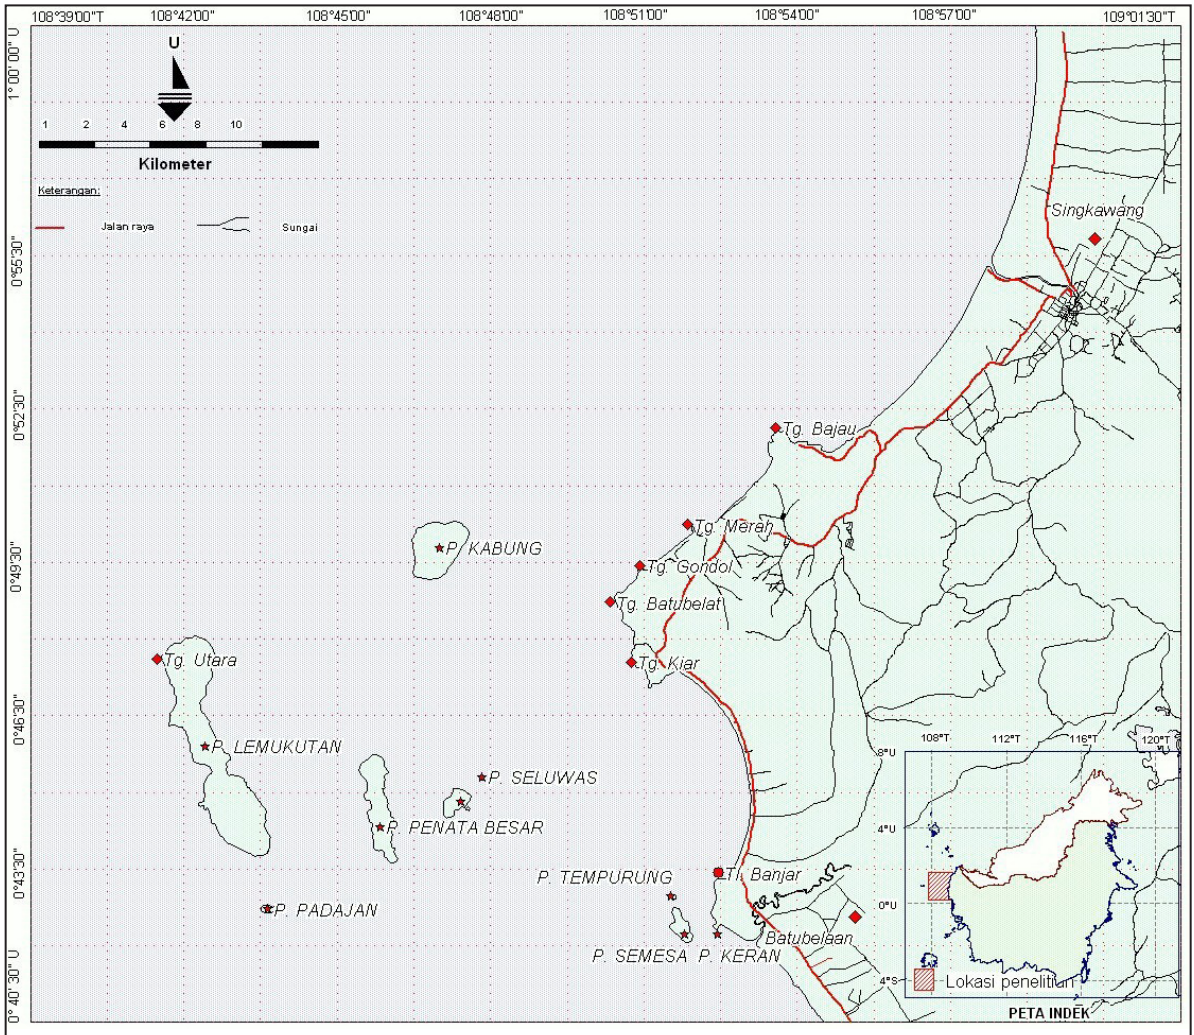 108°39'00"T
108°42'00"
108°45'00"
108°48'00"
108°51'00"
108°54'00"
108°57'00"
109°01'30"T
1°00' 00" U
U
1 2 4 6 8 10
Kilometer
Keterangan:
Jalan raya
Sungai
Singkawang
0°55'30"
0°52'30"
Tg. Bajau
Tg. Merah
P. KABUNG
0°49'30"
Tg. Gondol
Tg. Batubelat
Tg. Utara
Tg. Kiar
0°46'30"
P. LEMUKUTAN
P. SELUWAS
P. PENATA BESAR
0°43'30"
P. TEMPURUNG
Tl. Banjar
P. PADAJAN
Batubelaan
P. SEMESA P. KERAN
0° 40' 30" U
108°T
112°T
116°T
120°T
8°U
4°U
0°U
4°S
Lokasi penelitian
PETA INDEK